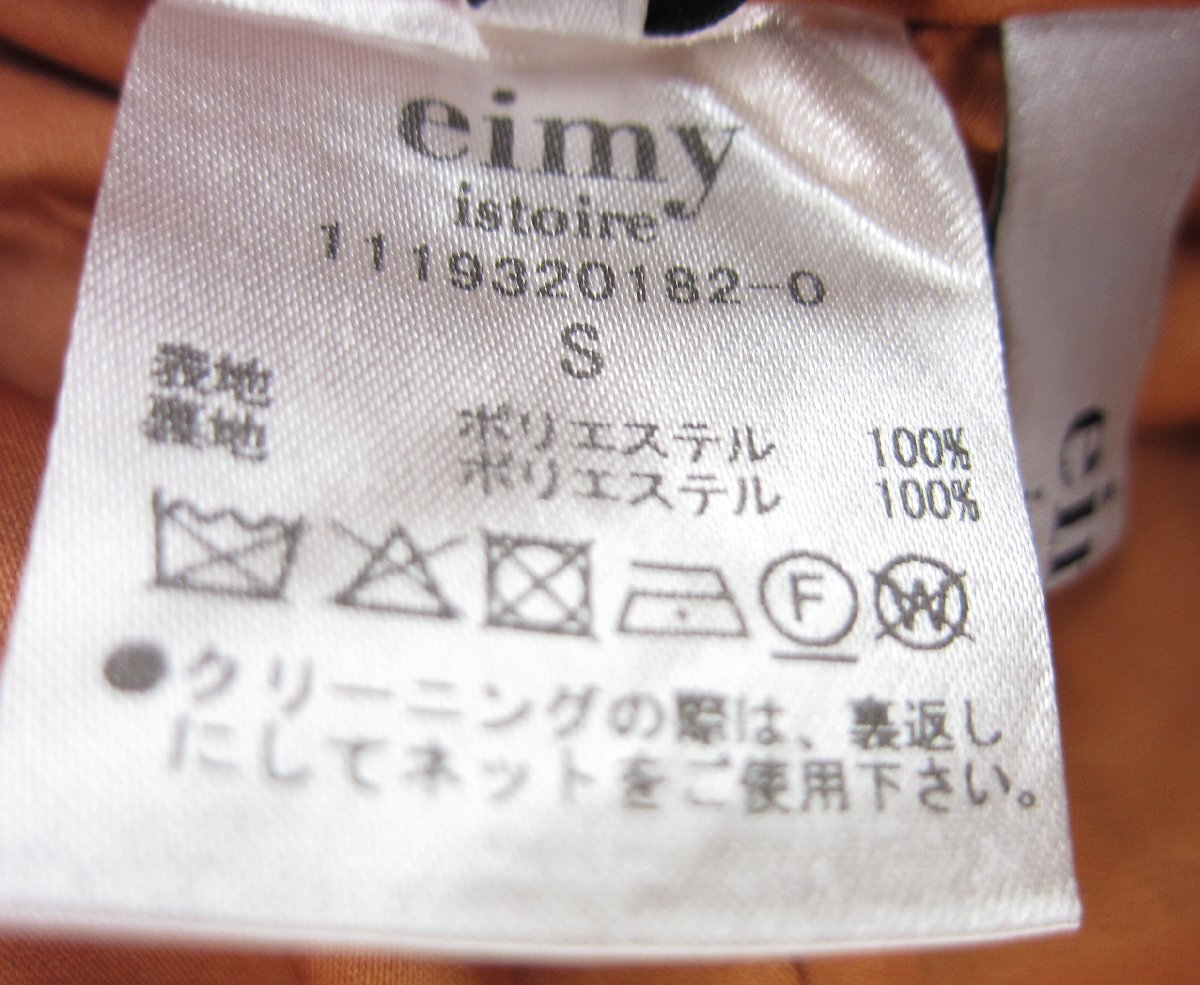 eimy
istoire
1119320182-0
S
表地 ポリエステル 100%
裏地 ポリエステル 100%
F
W
●クリーニングの際は、裏返し
にしてネットをご使用下さい。